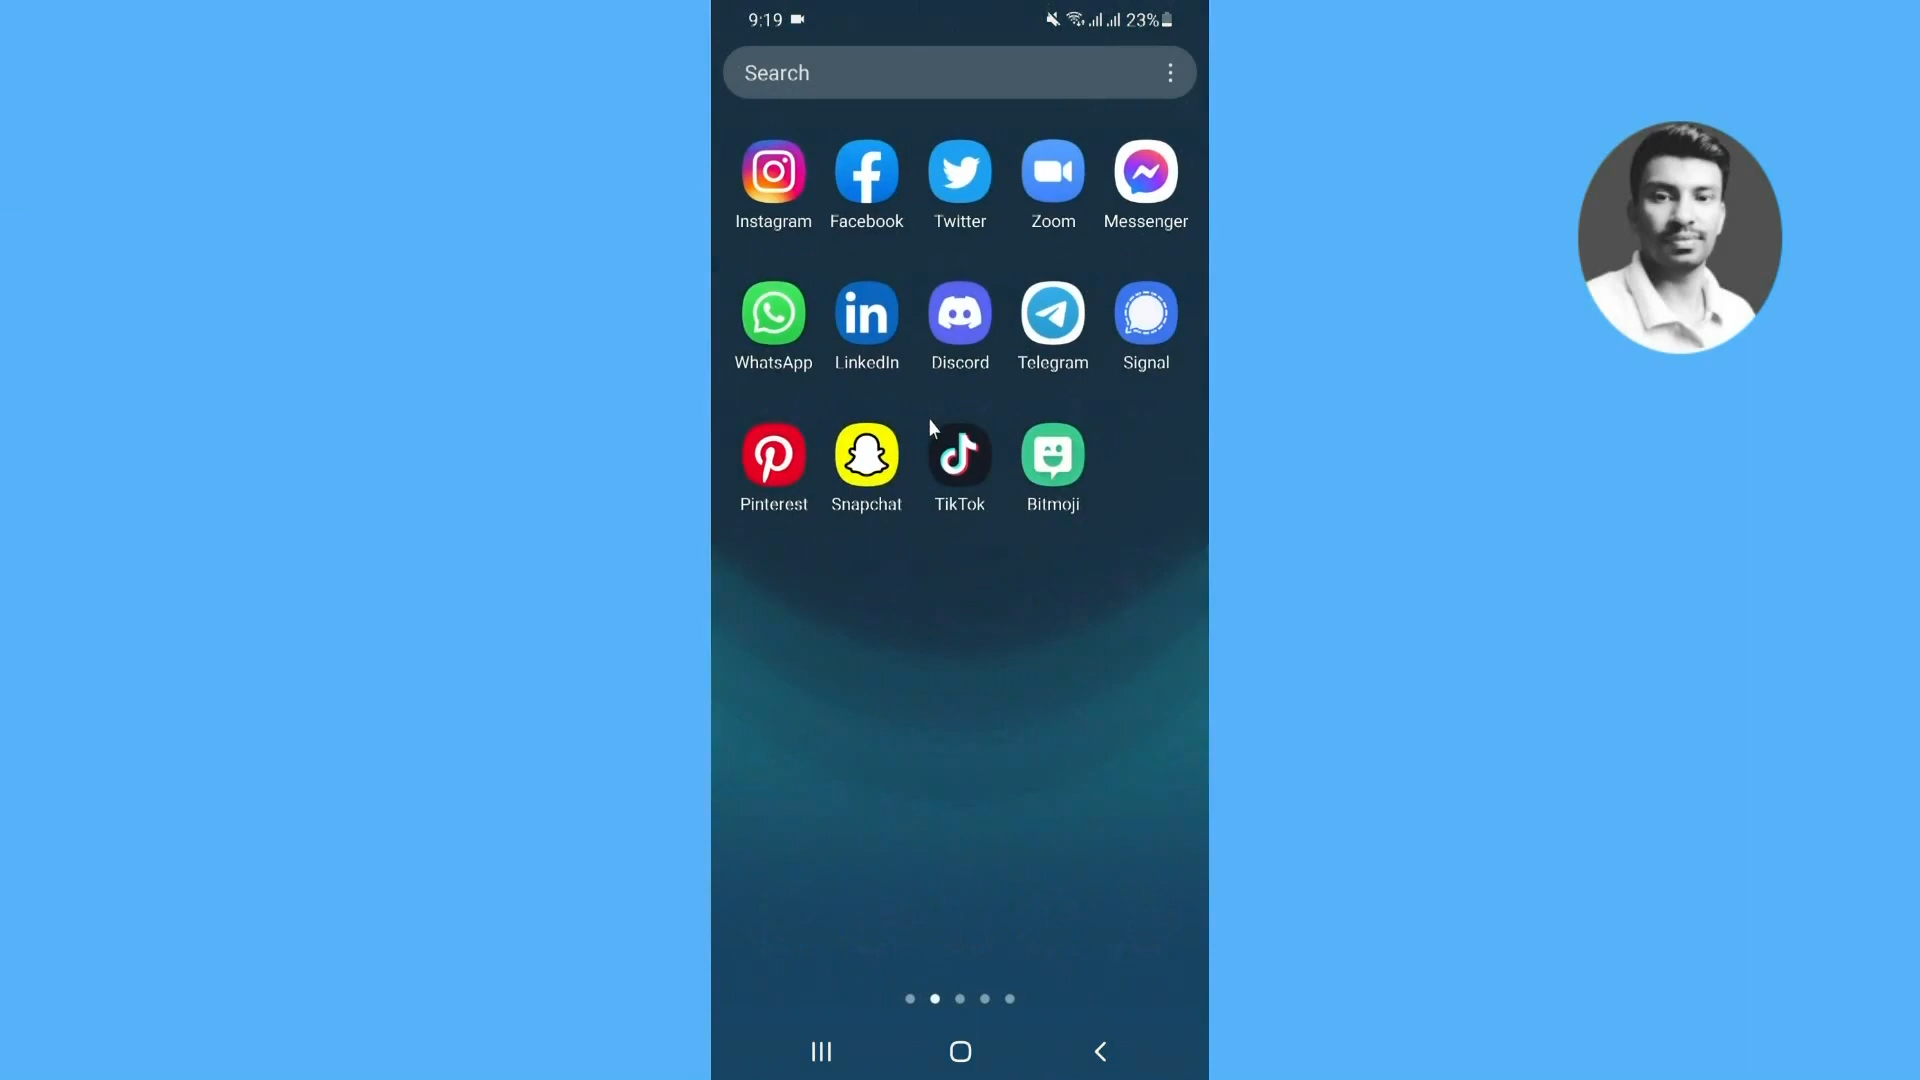 9:19
23%
Search
Instagram Facebook Twitter Zoom Messenger
WhatsApp LinkedIn Discord Telegram Signal
Pinterest Snapchat TikTok Bitmoji